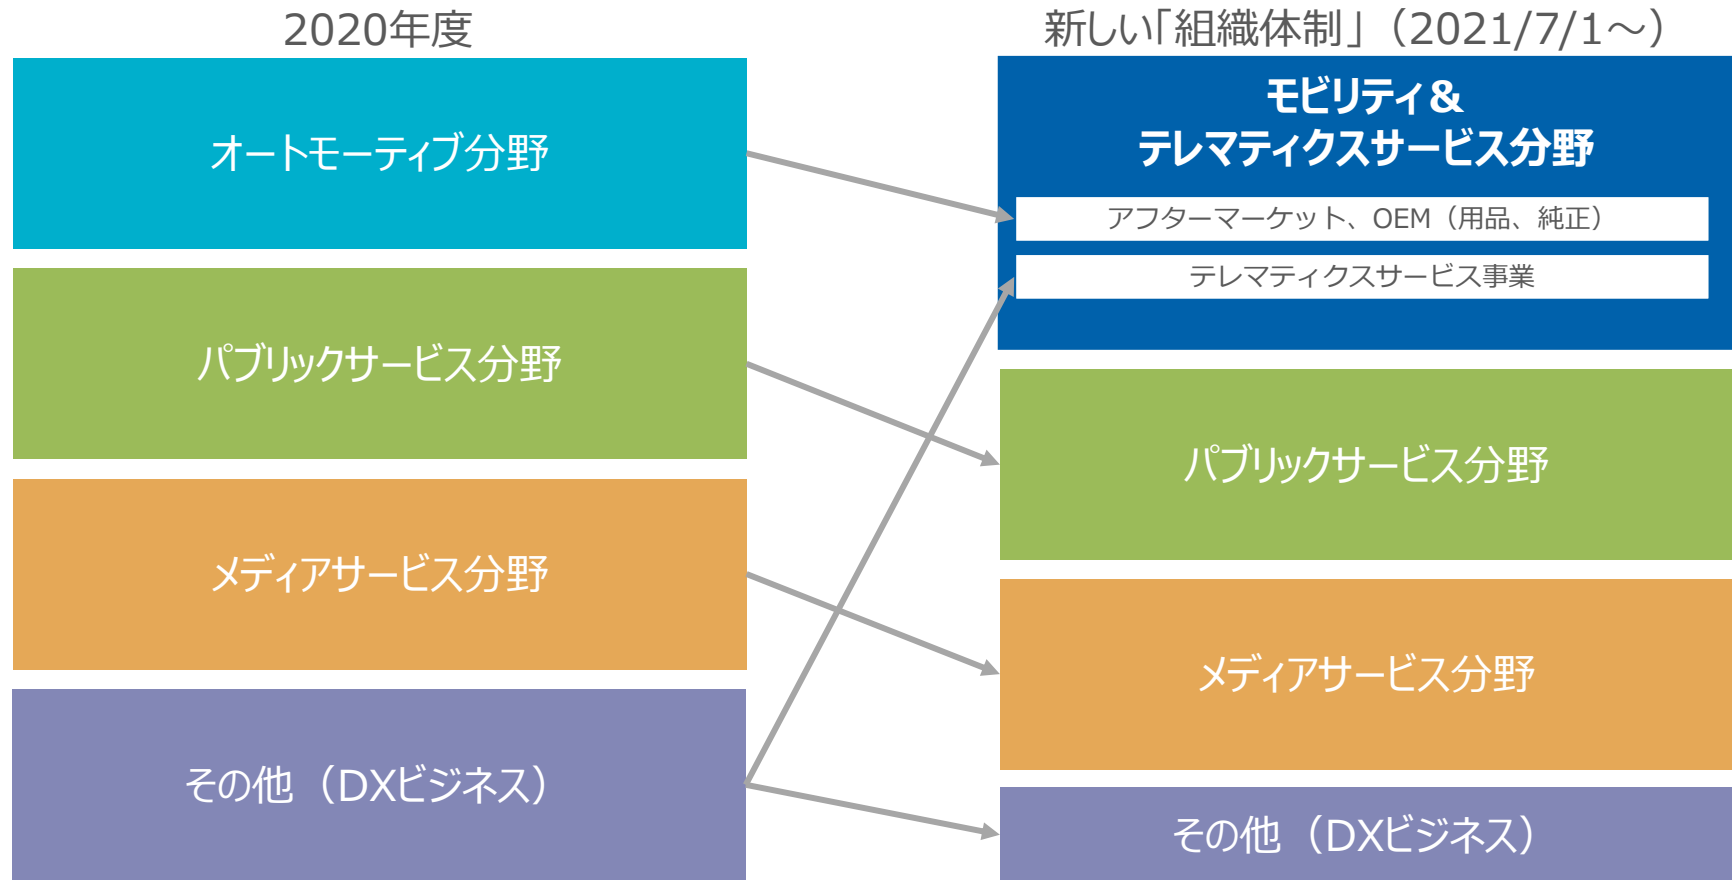 2020年度
オートモーティブ分野
パブリックサービス分野
メディアサービス分野
その他（DXビジネス）
新しい「組織体制」（2021/7/1～）
モビリティ&
テレマティクスサービス分野
アフターマーケット、OEM（用品、純正）
テレマティクスサービス事業
パブリックサービス分野
メディアサービス分野
その他（DXビジネス）